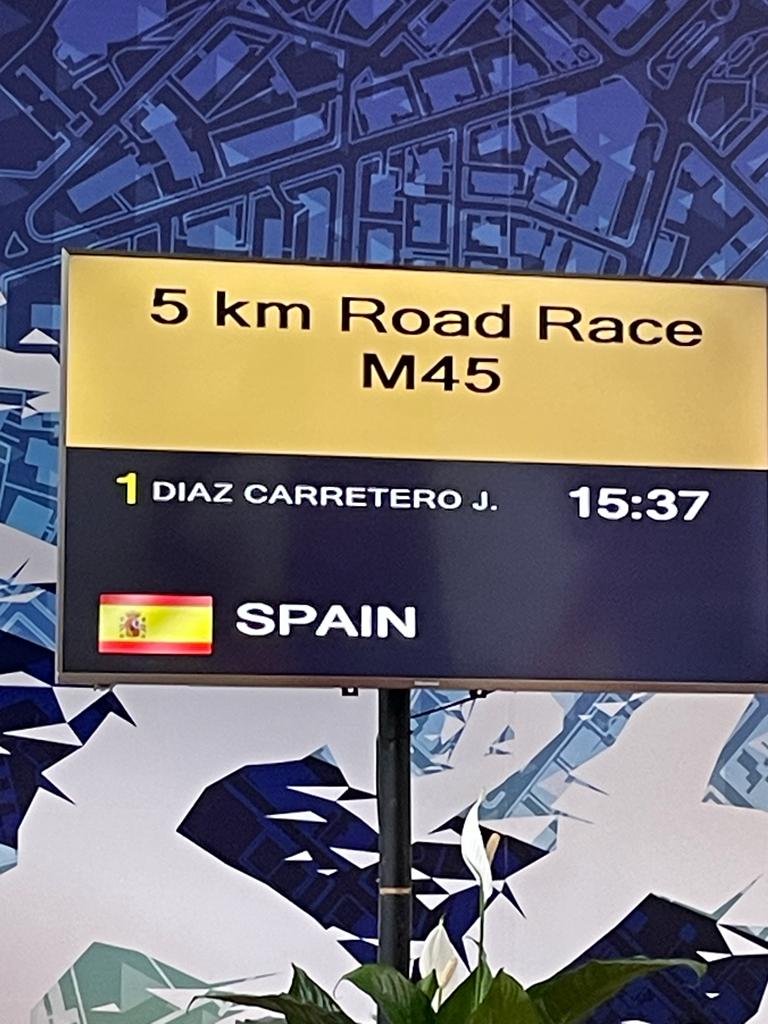 5 km Road Race
M45
1 DIAZ CARRETERO J. 15:37
SPAIN